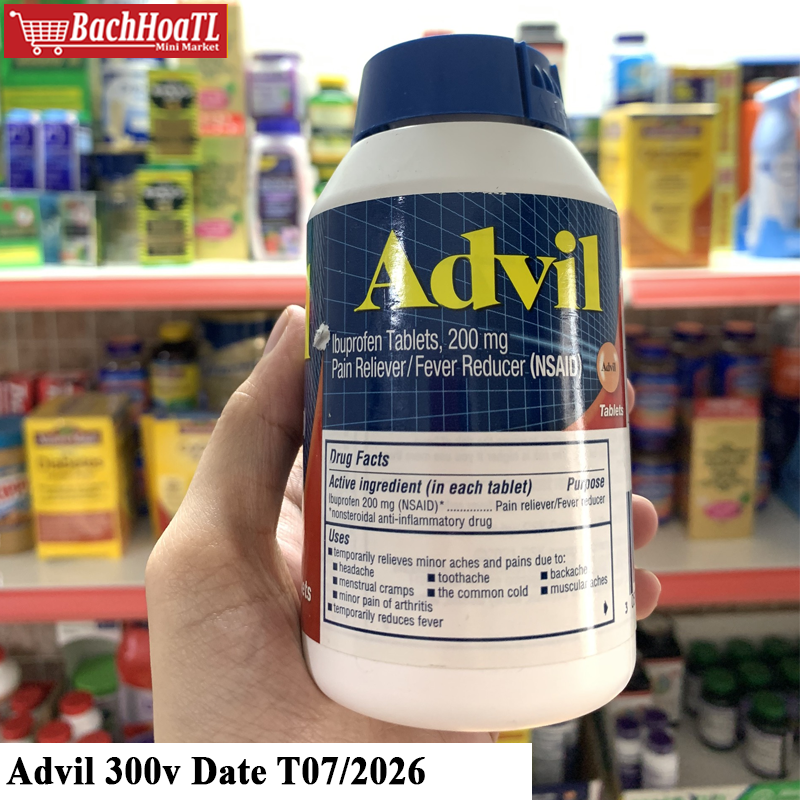 BachHoaTL
Mini Market
Advil
Ibuprofen Tablets, 200 mg
Pain Reliever/Fever Reducer (NSAID)
Advil
Tablets
Drug Facts
Active ingredient (in each tablet) Purpose
Ibuprofen 200 mg (NSAID)* .............. Pain reliever/Fever reducer
*nonsteroidal anti-inflammatory drug
Uses
■ temporarily relieves minor aches and pains due to:
■ headache ■ toothache ■ backache
■ menstrual cramps ■ the common cold ■ muscular aches
■ minor pain of arthritis
■ temporarily reduces fever
ets
3
Advil 300v Date T07/2026